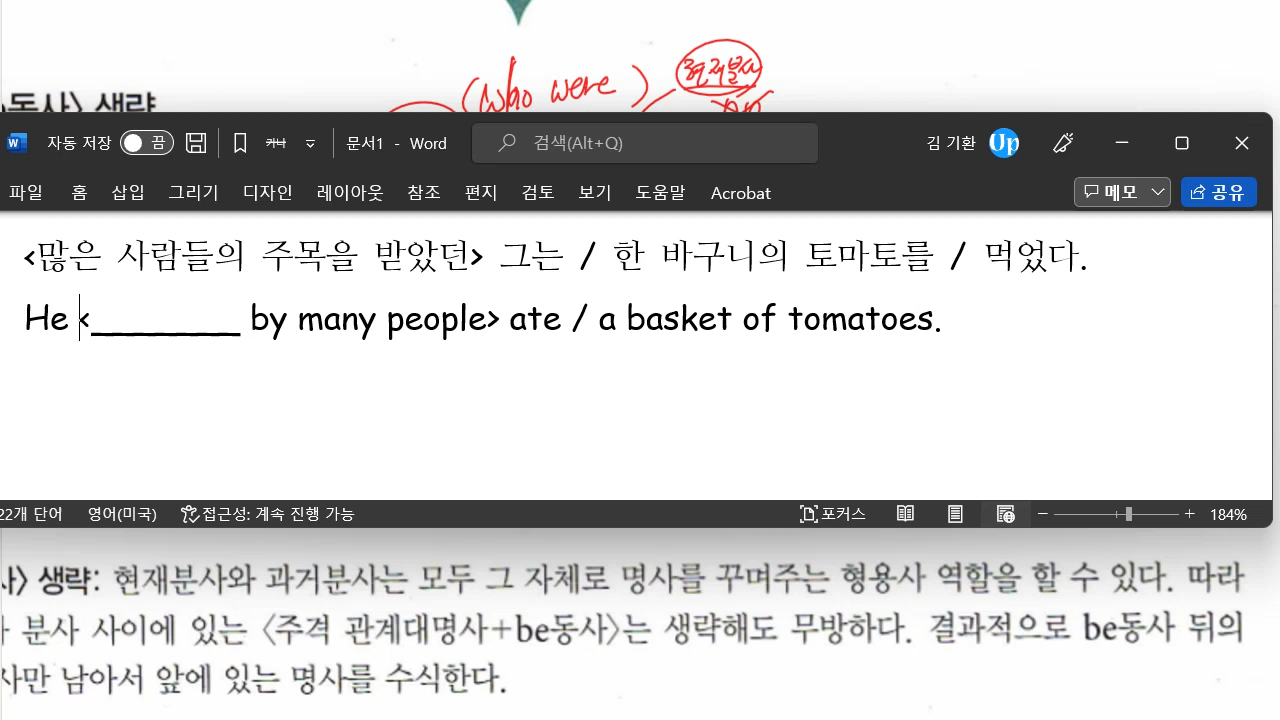 (who were) 현재분사
동사〉 생략
자동 저장 끔 문서1 - Word 검색(Alt+Q) 김 기환 Up
파일 홈 삽입 그리기 디자인 레이아웃 참조 편지 검토 보기 도움말 Acrobat 메모 공유
<많은 사람들의 주목을 받았던> 그는 / 한 바구니의 토마토를 / 먹었다.
He <_______ by many people> ate / a basket of tomatoes.
22개 단어 영어(미국) 접근성: 계속 진행 가능 포커스 184%
사〉 생략: 현재분사와 과거분사는 모두 그 자체로 명사를 꾸며주는 형용사 역할을 할 수 있다. 따라
분사 사이에 있는 〈주격 관계대명사+be동사〉는 생략해도 무방하다. 결과적으로 be동사 뒤의
사만 남아서 앞에 있는 명사를 수식한다.